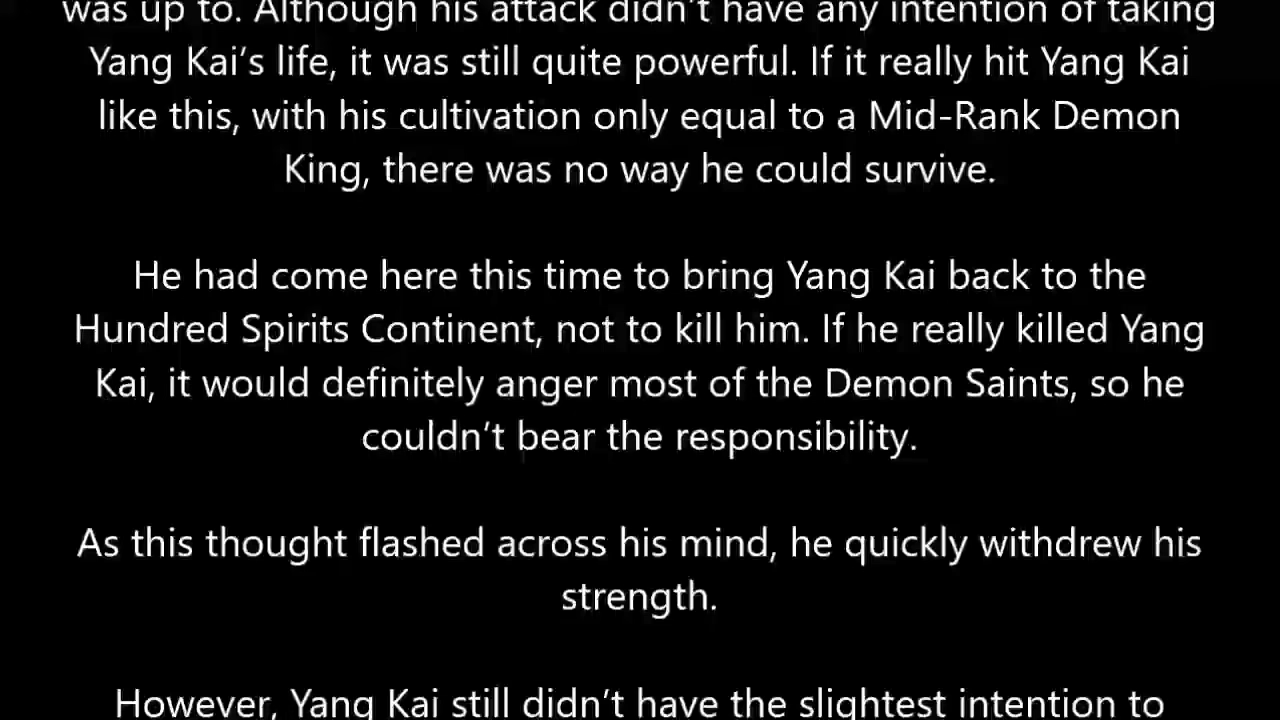 was up to. Although his attack didn’t have any intention of taking
Yang Kai’s life, it was still quite powerful. If it really hit Yang Kai
like this, with his cultivation only equal to a Mid-Rank Demon
King, there was no way he could survive.
He had come here this time to bring Yang Kai back to the
Hundred Spirits Continent, not to kill him. If he really killed Yang
Kai, it would definitely anger most of the Demon Saints, so he
couldn’t bear the responsibility.
As this thought flashed across his mind, he quickly withdrew his
strength.
However, Yang Kai still didn’t have the slightest intention to